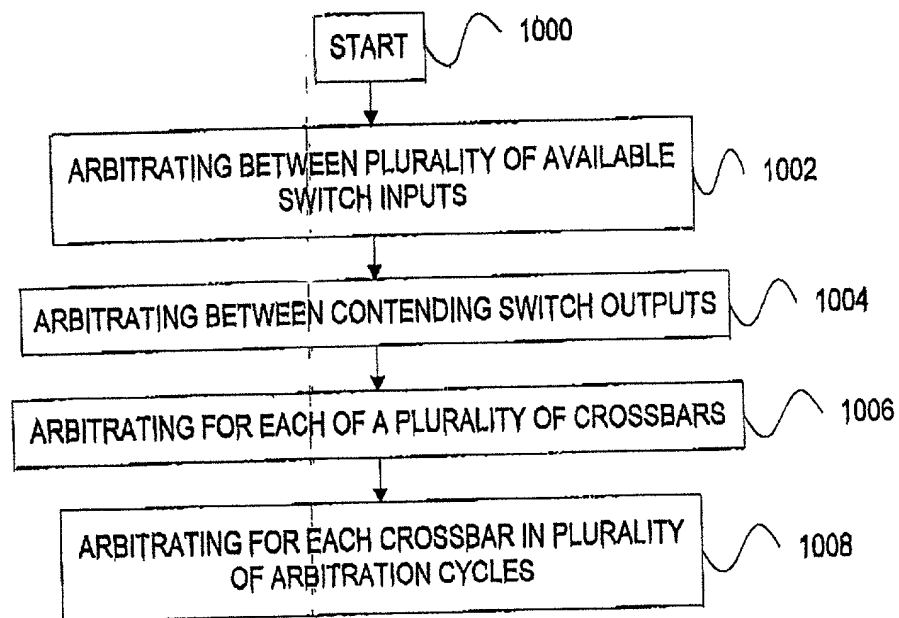 START
1000
ARBITRATING BETWEEN PLURALITY OF AVAILABLE
SWITCH INPUTS
1002
ARBITRATING BETWEEN CONTENDING SWITCH OUTPUTS
1004
ARBITRATING FOR EACH OF A PLURALITY OF CROSSBARS
1006
ARBITRATING FOR EACH CROSSBAR IN PLURALITY
OF ARBITRATION CYCLES
1008